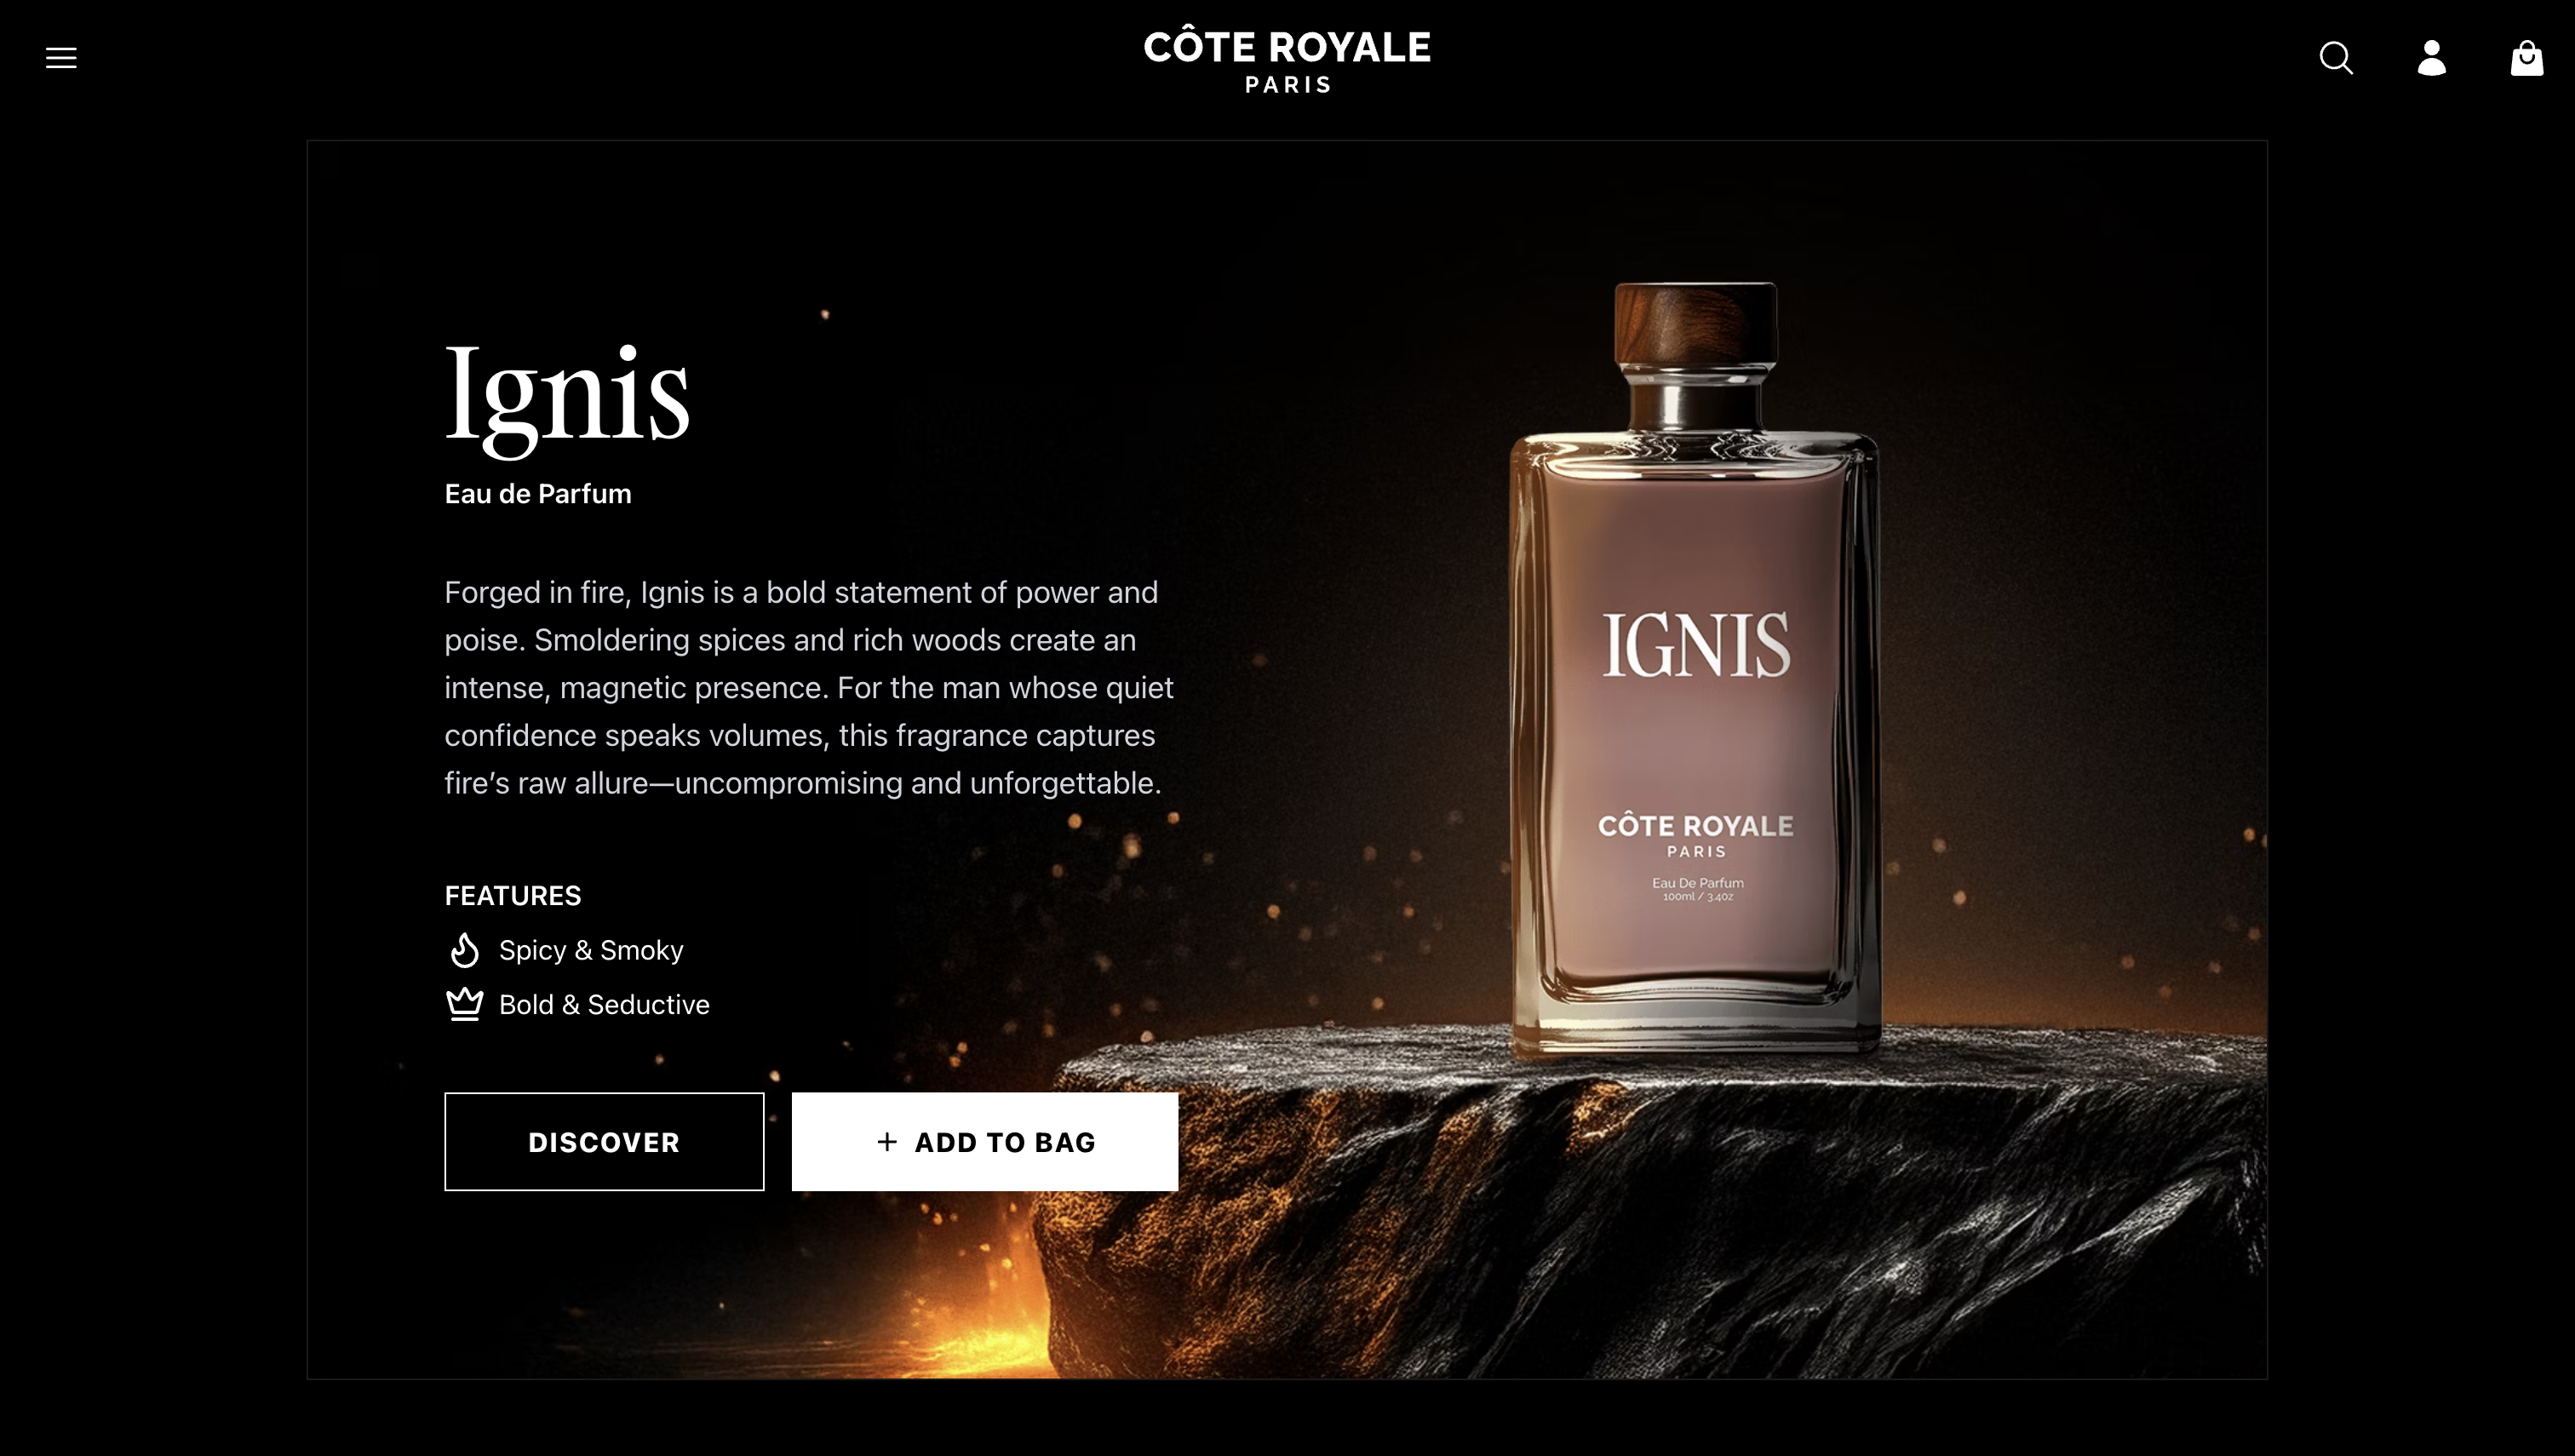 CÔTE ROYALE
PARIS
Ignis
Eau de Parfum
Forged in fire, Ignis is a bold statement of power and
poise. Smoldering spices and rich woods create an
intense, magnetic presence. For the man whose quiet
confidence speaks volumes, this fragrance captures
fire’s raw allure—uncompromising and unforgettable.
FEATURES
Spicy & Smoky
Bold & Seductive
DISCOVER
+ ADD TO BAG
IGNIS
CÔTE ROYALE
PARIS
Eau De Parfum
100ml / 3.4oz